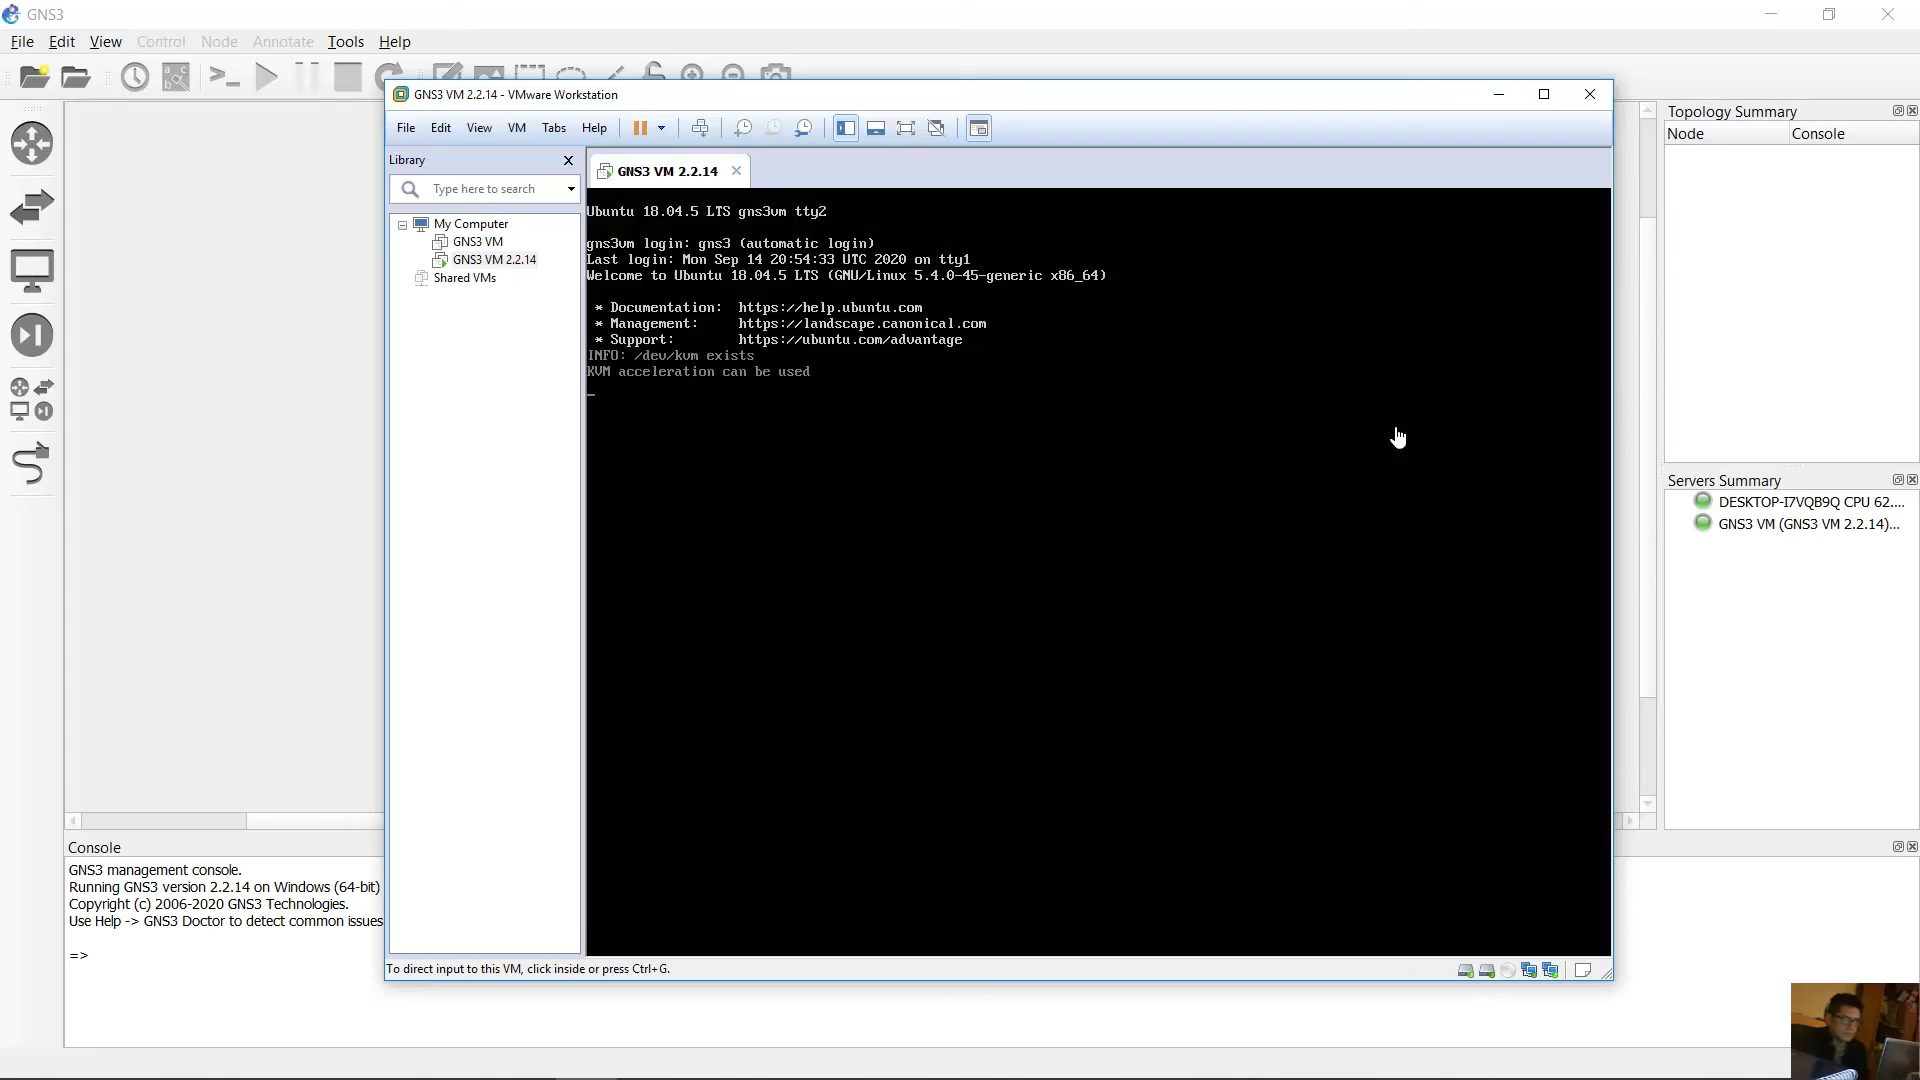 GNS3
File Edit View Control Node Annotate Tools Help
GNS3 VM 2.2.14 - VMware Workstation
File Edit View VM Tabs Help
Library
Type here to search
My Computer
GNS3 VM
GNS3 VM 2.2.14
Shared VMs
GNS3 VM 2.2.14
Ubuntu 18.04.5 LTS gns3vm tty2
gns3vm login: gns3 (automatic login)
Last login: Mon Sep 14 20:54:33 UTC 2020 on tty1
Welcome to Ubuntu 18.04.5 LTS (GNU/Linux 5.4.0-45-generic x86_64)
* Documentation: https://help.ubuntu.com
* Management: https://landscape.canonical.com
* Support: https://ubuntu.com/advantage
INFO: /dev/kvm exists
KVM acceleration can be used
_
To direct input to this VM, click inside or press Ctrl+G.
Topology Summary
Node Console
Servers Summary
DESKTOP-I7VQB9Q CPU 62....
GNS3 VM (GNS3 VM 2.2.14)...
Console
GNS3 management console.
Running GNS3 version 2.2.14 on Windows (64-bit)
Copyright (c) 2006-2020 GNS3 Technologies.
Use Help -> GNS3 Doctor to detect common issues
=>